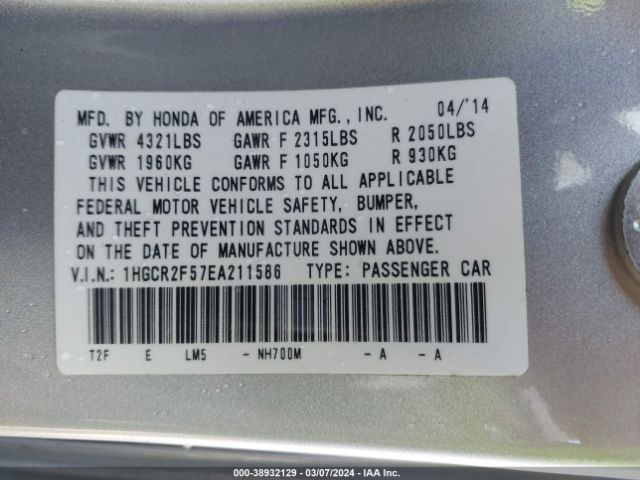 MFD. BY HONDA OF AMERICA MFG., INC. 04/'14
GVWR 4321LBS GAWR F 2315LBS R 2050LBS
GVWR 1960KG GAWR F 1050KG R 930KG
THIS VEHICLE CONFORMS TO ALL APPLICABLE
FEDERAL MOTOR VEHICLE SAFETY, BUMPER,
AND THEFT PREVENTION STANDARDS IN EFFECT
ON THE DATE OF MANUFACTURE SHOWN ABOVE.
V.I.N.: 1HGCR2F57EA211586 TYPE: PASSENGER CAR
T2F E LM5 - NH700M - A - A
000-38932129 - 03/07/2024 - IAA Inc.